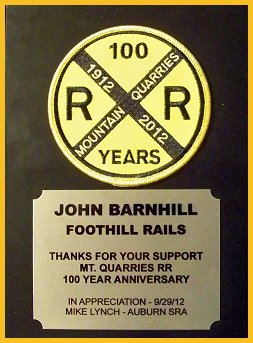 100
1912 QUARRIES
R R
MOUNTAIN 2012
YEARS
JOHN BARNHILL
FOOTHILL RAILS
THANKS FOR YOUR SUPPORT
MT. QUARRIES RR
100 YEAR ANNIVERSARY
IN APPRECIATION - 9/29/12
MIKE LYNCH - AUBURN SRA